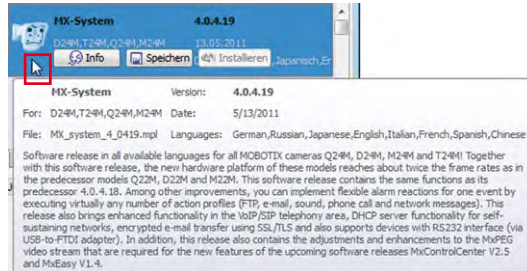 MX-System 4.0.4.19
D24M,T24M,Q24M,M24M 13.05.2011
Info Speichern Installieren ,Japanisch,Er
MX-System Version: 4.0.4.19
For: D24M,T24M,Q24M,M24M Date: 5/13/2011
File: MX_system_4_0419.mpl Languages: German,Russian,Japanese,English,Italian,French,Spanish,Chinese
Software release in all available languages for all MOBOTIX cameras Q24M, D24M, M24M and T24M! Together
with this software release, the new hardware platform of these models reaches about twice the frame rates as in
the predecessor models Q22M, D22M and M22M. This software release contains the same functions as its
predecessor 4.0.4.18. Among other improvements, you can implement flexible alarm reactions for one event by
executing virtually any number of action profiles (FTP, e-mail, sound, phone call and network messages). This
release also brings enhanced functionality in the VoIP/SIP telephony area, DHCP server functionality for self-
sustaining networks, encrypted e-mail transfer using SSL/TLS and also supports devices with RS232 interface (via
USB-to-FTDI adapter). In addition, this release also contains the adjustments and enhancements to the MxPEG
video stream that are required for the new features of the upcoming software releases MxControlCenter V2.5
and MxEasy V1.4.